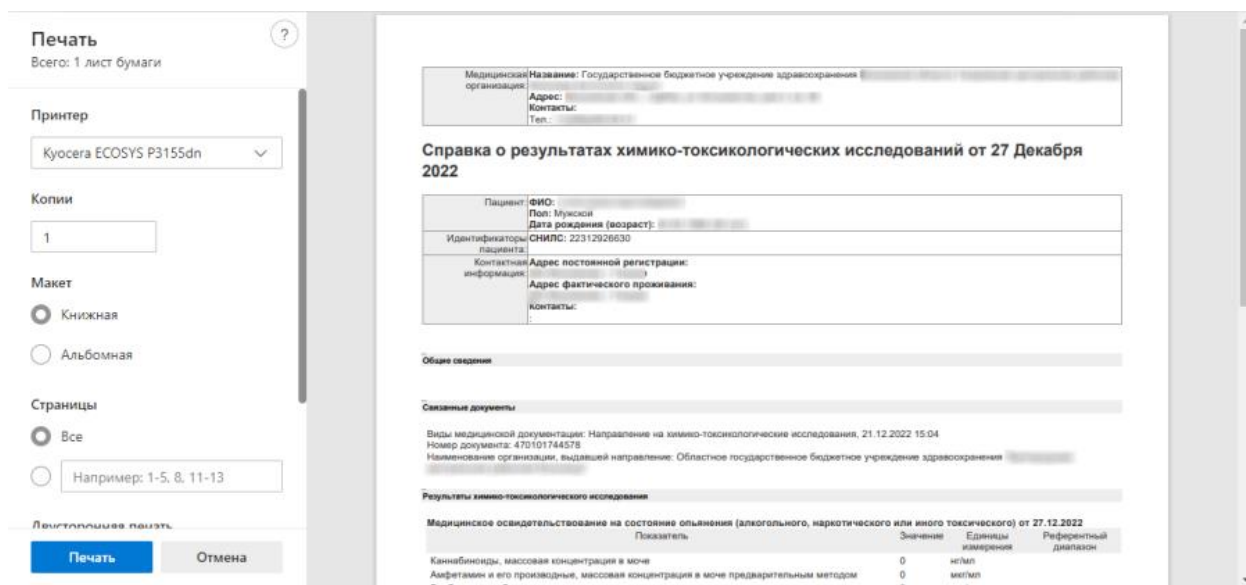 Печать
?
Всего: 1 лист бумаги
Принтер
Kyocera ECOSYS P3155dn
Копии
1
Макет
Книжная
Альбомная
Страницы
Все
Например: 1-5, 8, 11-13
Двусторонняя печать
Печать
Отмена
Медицинская организация:
Название: Государственное бюджетное учреждение здравоохранения
Адрес:
Контакты:
Тел.:
Справка о результатах химико-токсикологических исследований от 27 Декабря
2022
Пациент:
ФИО:
Пол: Мужской
Дата рождения (возраст):
Идентификаторы пациента:
СНИЛС: 22312926630
Контактная информация:
Адрес постоянной регистрации:
Адрес фактического проживания:
Контакты:
:
Общие сведения
Связанные документы
Виды медицинской документации: Направление на химико-токсикологические исследования, 21.12.2022 15:04
Номер документа: 470101744578
Наименование организации, выдавшей направление: Областное государственное бюджетное учреждение здравоохранения
Результаты химико-токсикологического исследования
Медицинское освидетельствование на состояние опьянения (алкогольного, наркотического или иного токсического) от 27.12.2022
Показатель Значение Единицы измерения Референтный диапазон
Каннабиноиды, массовая концентрация в моче 0 нг/мл
Амфетамин и его производные, массовая концентрация в моче предварительным методом 0 мкг/мл